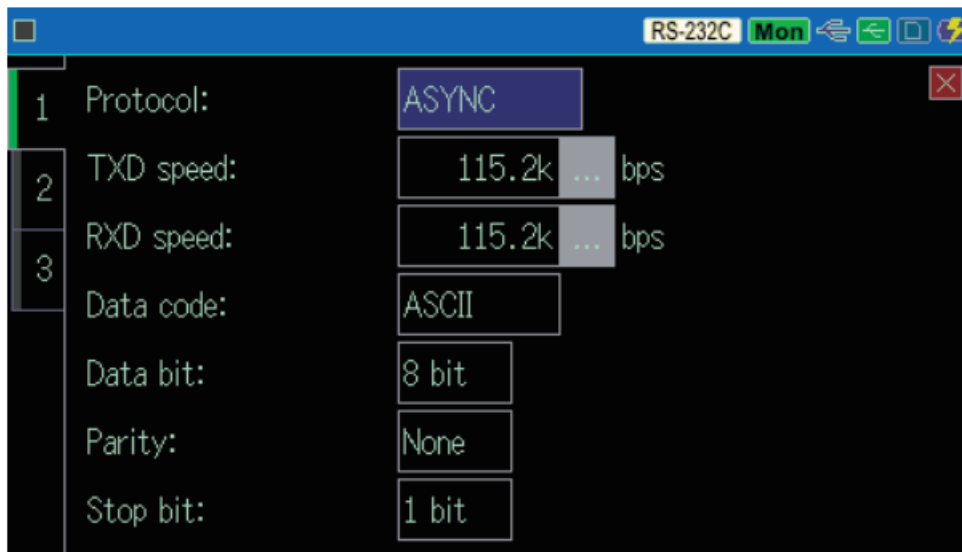 RS-232C Mon
1 Protocol: ASYNC
2 TXD speed: 115.2k ... bps
RXD speed: 115.2k ... bps
3 Data code: ASCII
Data bit: 8 bit
Parity: None
Stop bit: 1 bit